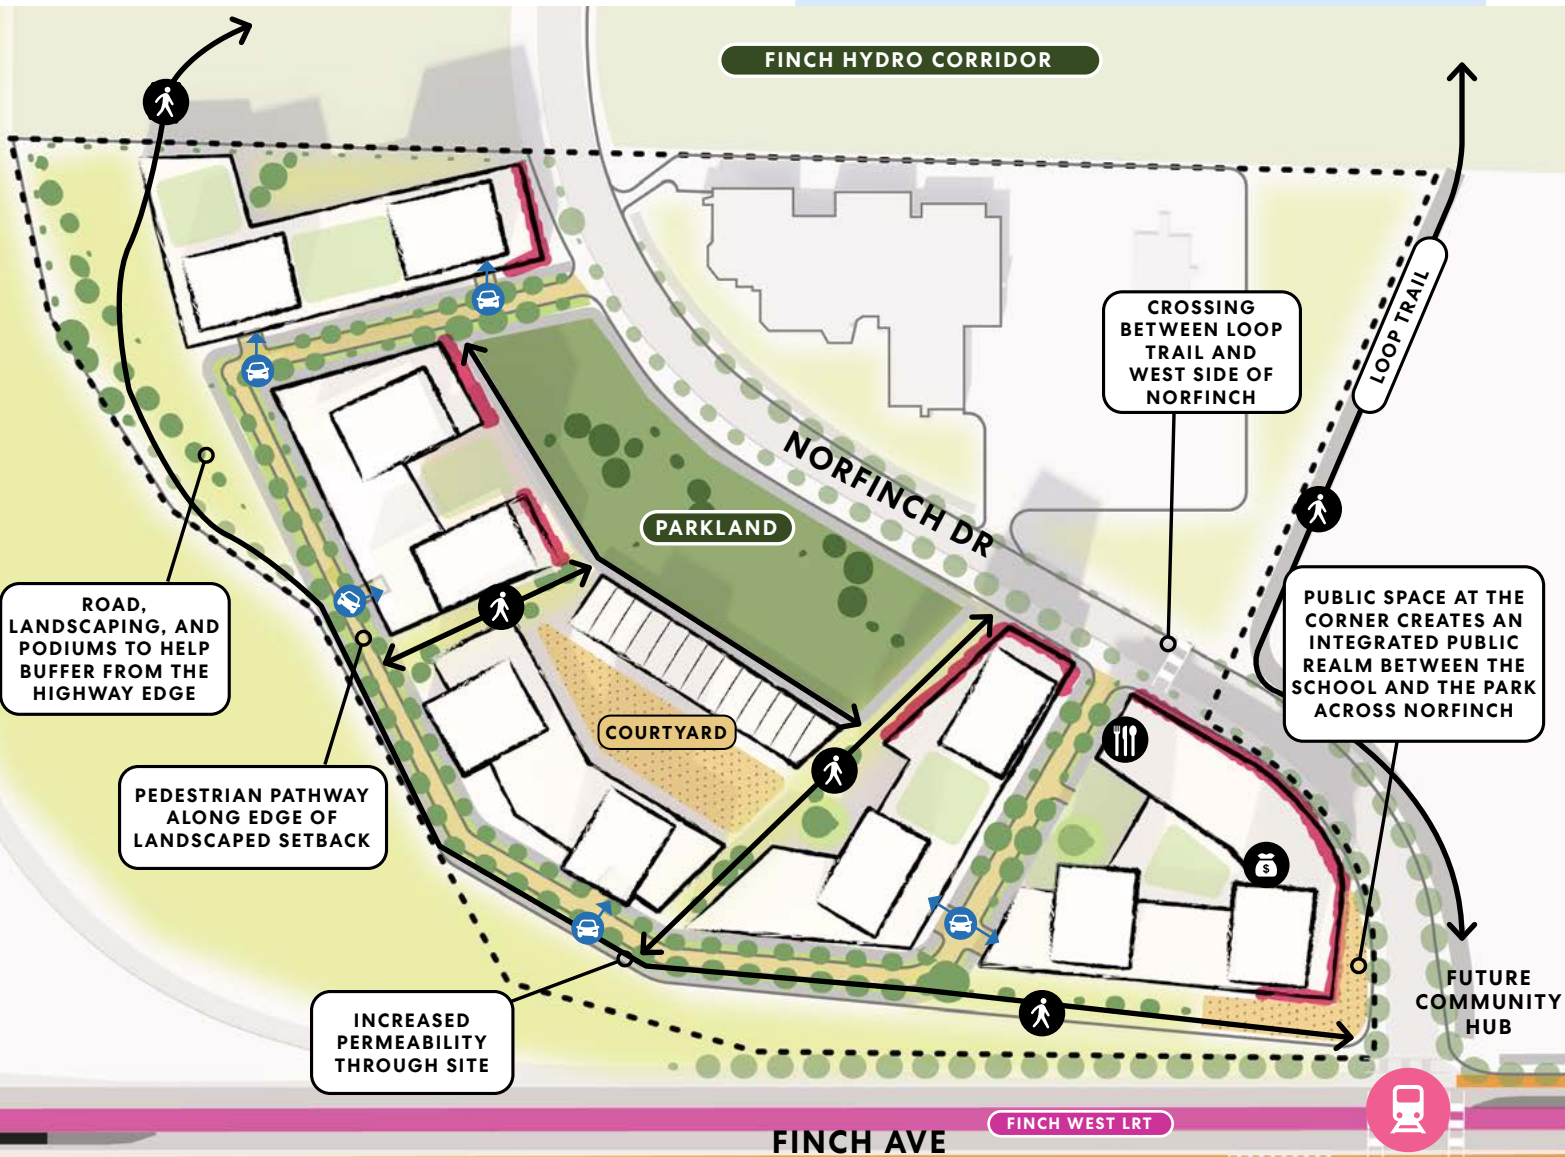 FINCH HYDRO CORRIDOR
LOOP TRAIL
CROSSING
BETWEEN LOOP
TRAIL AND
WEST SIDE OF
NORFINCH
NORFINCH DR
PARKLAND
ROAD,
LANDSCAPING, AND
PODIUMS TO HELP
BUFFER FROM THE
HIGHWAY EDGE
PUBLIC SPACE AT THE
CORNER CREATES AN
INTEGRATED PUBLIC
REALM BETWEEN THE
SCHOOL AND THE PARK
ACROSS NORFINCH
COURTYARD
PEDESTRIAN PATHWAY
ALONG EDGE OF
LANDSCAPED SETBACK
$
INCREASED
PERMEABILITY
THROUGH SITE
FUTURE
COMMUNITY
HUB
FINCH WEST LRT
FINCH AVE